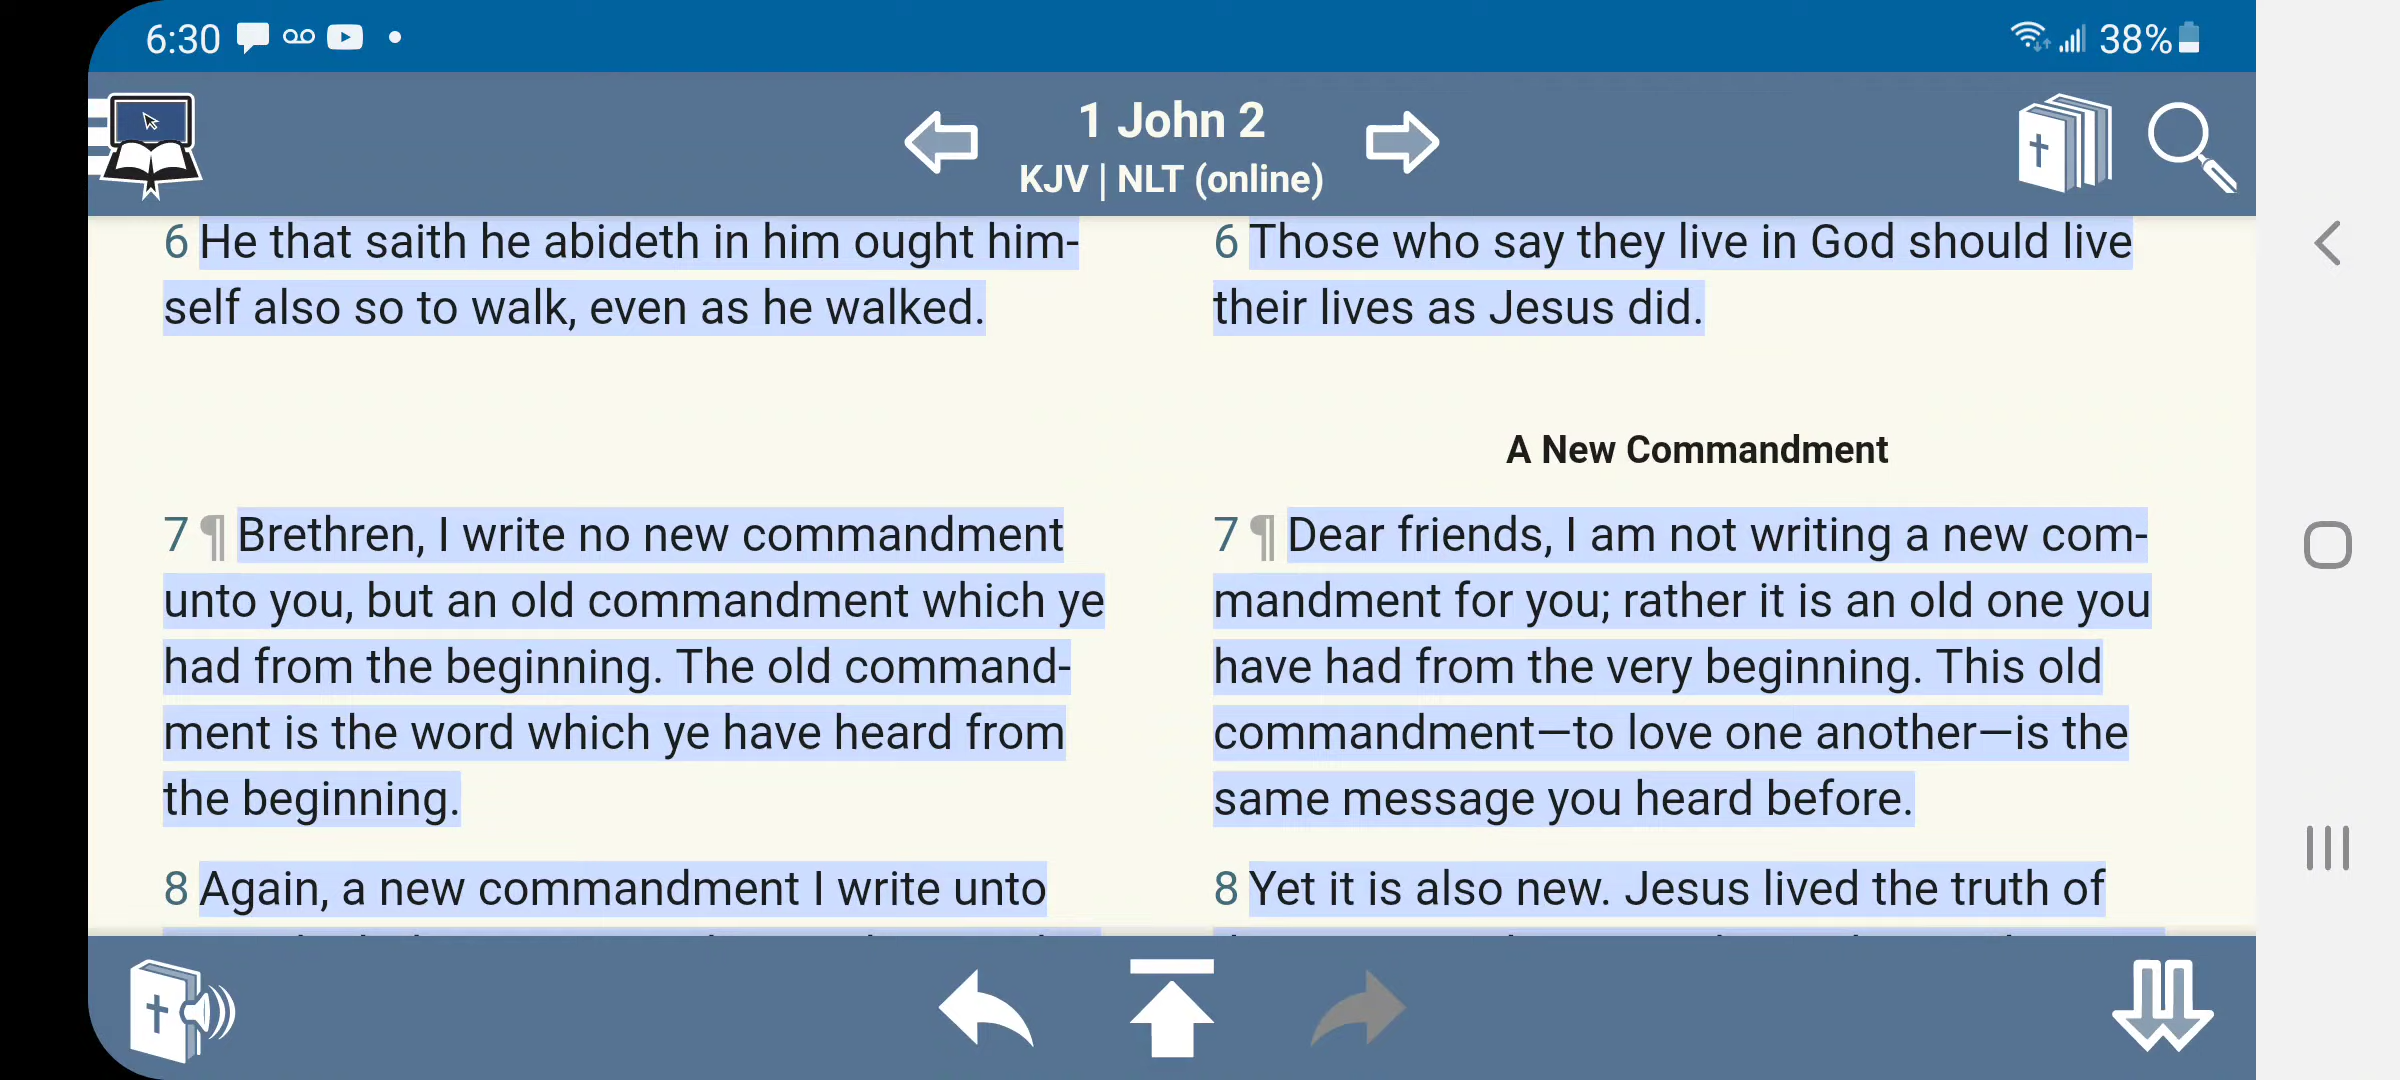 6:30
38%
1 John 2
KJV | NLT (online)
6 He that saith he abideth in him ought him-
self also so to walk, even as he walked.
7 ¶ Brethren, I write no new commandment
unto you, but an old commandment which ye
had from the beginning. The old command-
ment is the word which ye have heard from
the beginning.
8 Again, a new commandment I write unto
6 Those who say they live in God should live
their lives as Jesus did.
A New Commandment
7 ¶ Dear friends, I am not writing a new com-
mandment for you; rather it is an old one you
have had from the very beginning. This old
commandment—to love one another—is the
same message you heard before.
8 Yet it is also new. Jesus lived the truth of